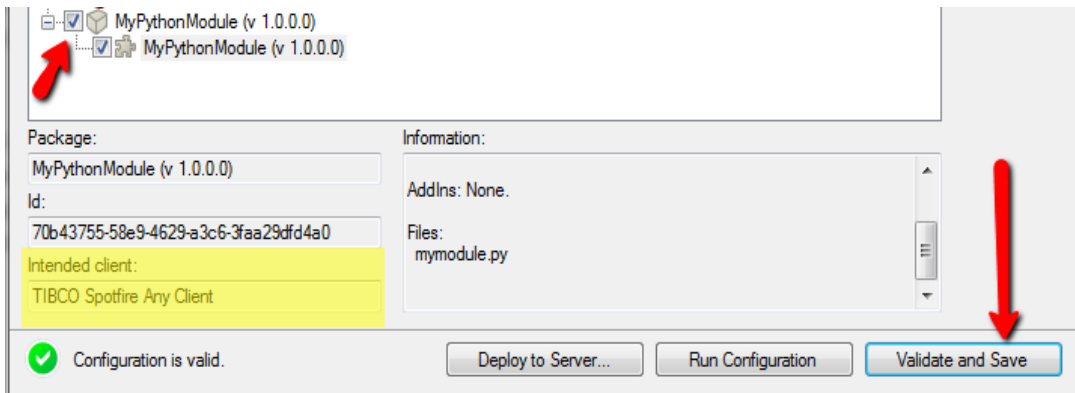 MyPythonModule (v 1.0.0.0)
MyPythonModule (v 1.0.0.0)
Package:
Information:
MyPythonModule (v 1.0.0.0)
AddIns: None.
Id:
70b43755-58e9-4629-a3c6-3faa29dfd4a0
Files:
mymodule.py
Intended client:
TIBCO Spotfire Any Client
Configuration is valid.
Deploy to Server...
Run Configuration
Validate and Save